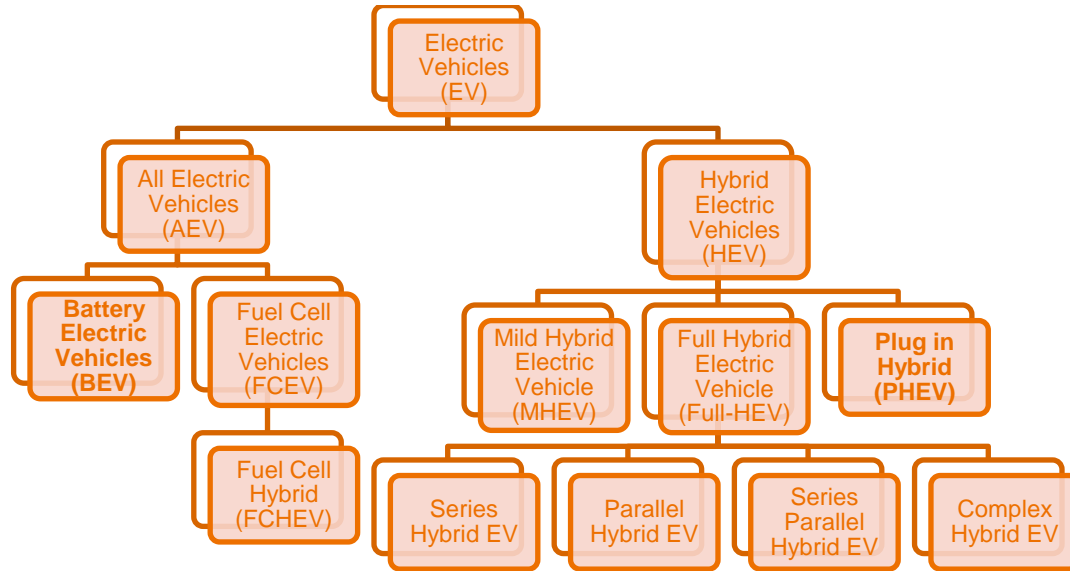 Electric
Vehicles
(EV)
All Electric
Vehicles
(AEV)
Hybrid
Electric
Vehicles
(HEV)
Battery
Electric
Vehicles
(BEV)
Fuel Cell
Electric
Vehicles
(FCEV)
Mild Hybrid
Electric
Vehicle
(MHEV)
Full Hybrid
Electric
Vehicle
(Full-HEV)
Plug in
Hybrid
(PHEV)
Fuel Cell
Hybrid
(FCHEV)
Series
Hybrid EV
Parallel
Hybrid EV
Series
Parallel
Hybrid EV
Complex
Hybrid EV